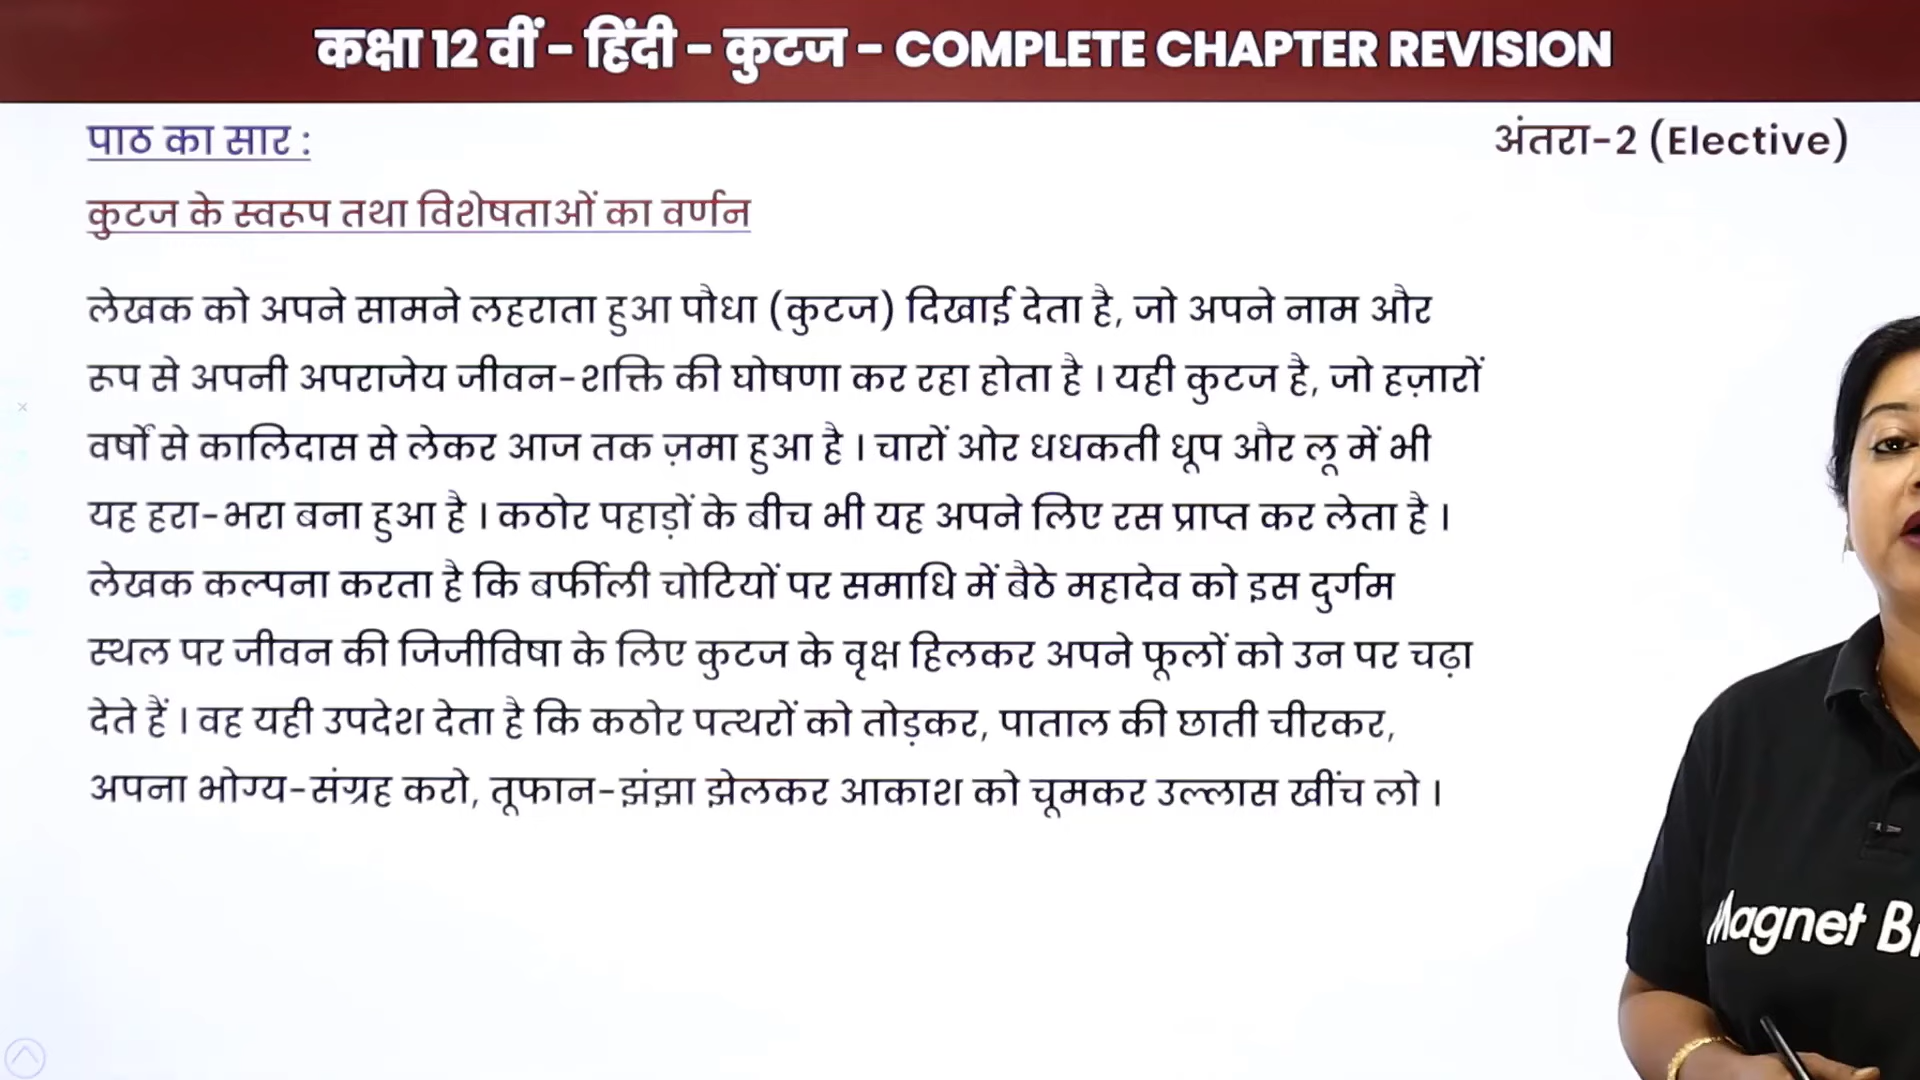 कक्षा 12 वीं - हिंदी - कुटज - COMPLETE CHAPTER REVISION
पाठ का सार :
अंतरा-2 (Elective)
कुटज के स्वरूप तथा विशेषताओं का वर्णन
लेखक को अपने सामने लहराता हुआ पौधा (कुटज) दिखाई देता है, जो अपने नाम और
रूप से अपनी अपराजेय जीवन-शक्ति की घोषणा कर रहा होता है । यही कुटज है, जो हज़ारों
वर्षों से कालिदास से लेकर आज तक ज़मा हुआ है । चारों ओर धधकती धूप और लू में भी
यह हरा-भरा बना हुआ है । कठोर पहाड़ों के बीच भी यह अपने लिए रस प्राप्त कर लेता है ।
लेखक कल्पना करता है कि बर्फीली चोटियों पर समाधि में बैठे महादेव को इस दुर्गम
स्थल पर जीवन की जिजीविषा के लिए कुटज के वृक्ष हिलकर अपने फूलों को उन पर चढ़ा
देते हैं । वह यही उपदेश देता है कि कठोर पत्थरों को तोड़कर, पाताल की छाती चीरकर,
अपना भोग्य-संग्रह करो, तूफान-झंझा झेलकर आकाश को चूमकर उल्लास खींच लो ।
Magnet